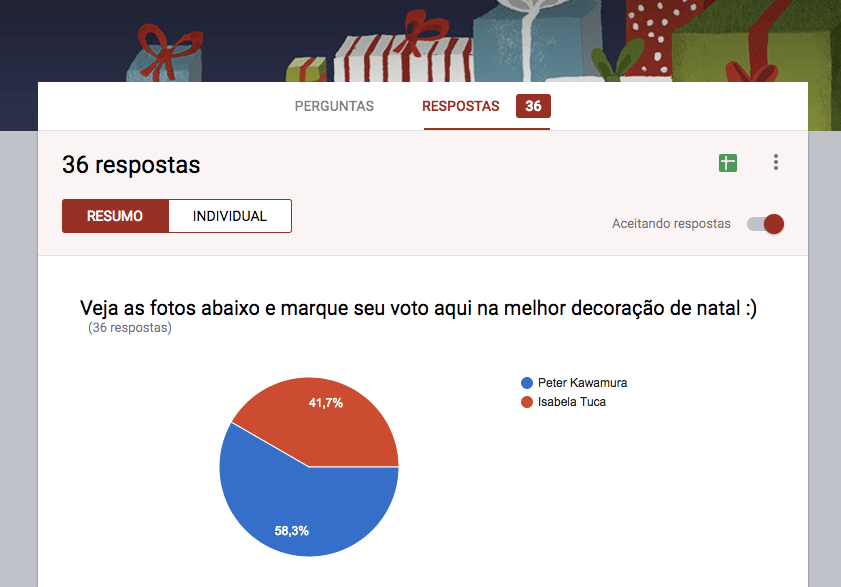 PERGUNTAS RESPOSTAS 36
36 respostas
RESUMO INDIVIDUAL
Aceitando respostas
Veja as fotos abaixo e marque seu voto aqui na melhor decoração de natal :)
(36 respostas)
Peter Kawamura
Isabela Tuca
41,7%
58,3%